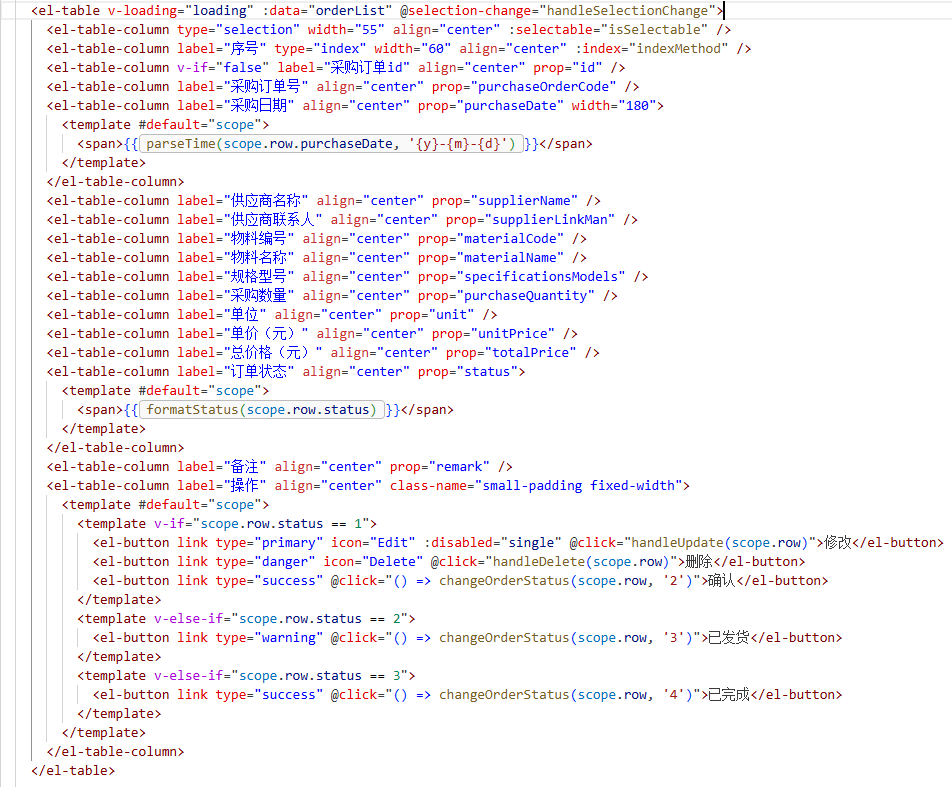 <el-table v-loading="loading" :data="orderList" @selection-change="handleSelectionChange">
<el-table-column type="selection" width="55" align="center" :selectable="isSelectable" />
<el-table-column label="序号" type="index" width="60" align="center" :index="indexMethod" />
<el-table-column v-if="false" label="采购订单id" align="center" prop="id" />
<el-table-column label="采购订单号" align="center" prop="purchaseOrderCode" />
<el-table-column label="采购日期" align="center" prop="purchaseDate" width="180">
<template #default="scope">
<span>{{ parseTime(scope.row.purchaseDate, '{y}-{m}-{d}') }}</span>
</template>
</el-table-column>
<el-table-column label="供应商名称" align="center" prop="supplierName" />
<el-table-column label="供应商联系人" align="center" prop="supplierLinkMan" />
<el-table-column label="物料编号" align="center" prop="materialCode" />
<el-table-column label="物料名称" align="center" prop="materialName" />
<el-table-column label="规格型号" align="center" prop="specificationsModels" />
<el-table-column label="采购数量" align="center" prop="purchaseQuantity" />
<el-table-column label="单位" align="center" prop="unit" />
<el-table-column label="单价（元）" align="center" prop="unitPrice" />
<el-table-column label="总价格（元）" align="center" prop="totalPrice" />
<el-table-column label="订单状态" align="center" prop="status">
<template #default="scope">
<span>{{ formatStatus(scope.row.status) }}</span>
</template>
</el-table-column>
<el-table-column label="备注" align="center" prop="remark" />
<el-table-column label="操作" align="center" class-name="small-padding fixed-width">
<template #default="scope">
<template v-if="scope.row.status == 1">
<el-button link type="primary" icon="Edit" :disabled="single" @click="handleUpdate(scope.row)">修改</el-button>
<el-button link type="danger" icon="Delete" @click="handleDelete(scope.row)">删除</el-button>
<el-button link type="success" @click="() => changeOrderStatus(scope.row, '2')">确认</el-button>
</template>
<template v-else-if="scope.row.status == 2">
<el-button link type="warning" @click="() => changeOrderStatus(scope.row, '3')">已发货</el-button>
</template>
<template v-else-if="scope.row.status == 3">
<el-button link type="success" @click="() => changeOrderStatus(scope.row, '4')">已完成</el-button>
</template>
</template>
</el-table-column>
</el-table>